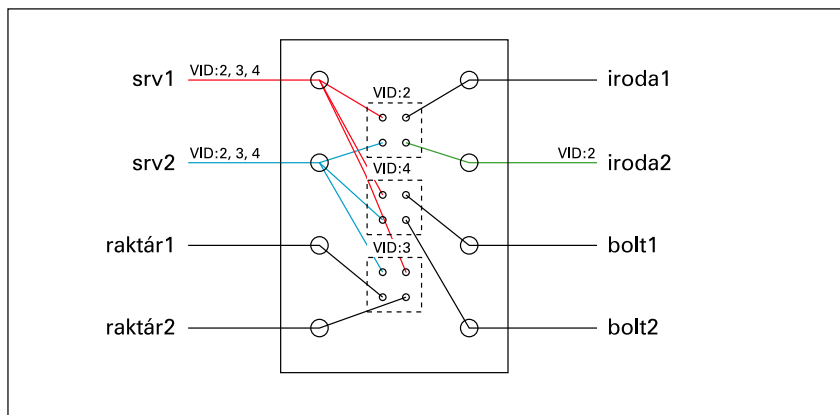 srv1
VID:2, 3, 4
srv2
VID:2, 3, 4
raktár1
raktár2
VID:2
VID:4
VID:3
iroda1
VID:2
iroda2
bolt1
bolt2